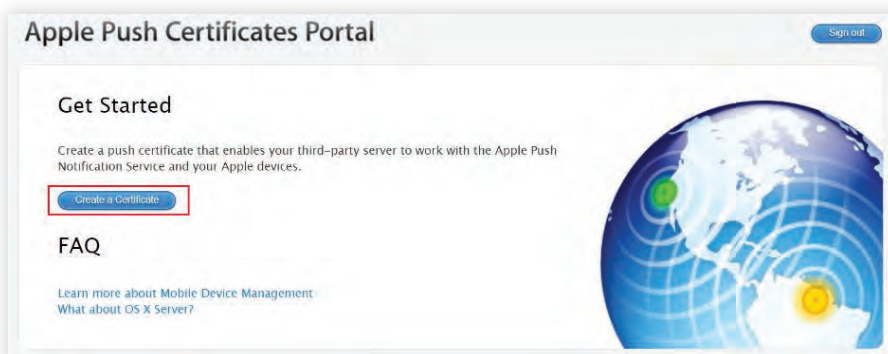 Apple Push Certificates Portal
Sign out
Get Started
Create a push certificate that enables your third-party server to work with the Apple Push
Notification Service and your Apple devices.
Create a Certificate
FAQ
Learn more about Mobile Device Management
What about OS X Server?